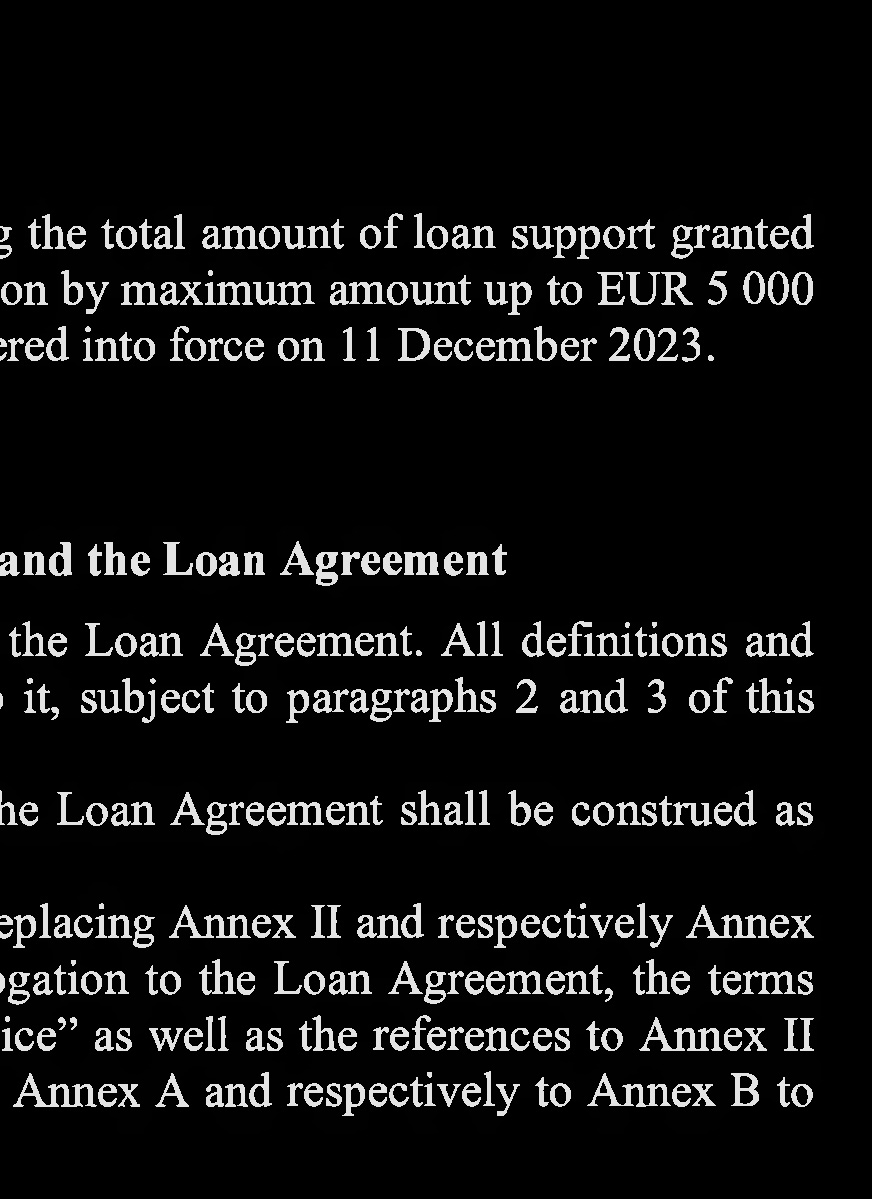 the total amount of loan support granted
on by maximum amount up to EUR 5 000
ered into force on 11 December 2023.
and the Loan Agreement
the Loan Agreement. All definitions and
it, subject to paragraphs 2 and 3 of this
he Loan Agreement shall be construed as
eplacing Annex II and respectively Annex
ogation to the Loan Agreement, the terms
ice” as well as the references to Annex II
Annex A and respectively to Annex B to